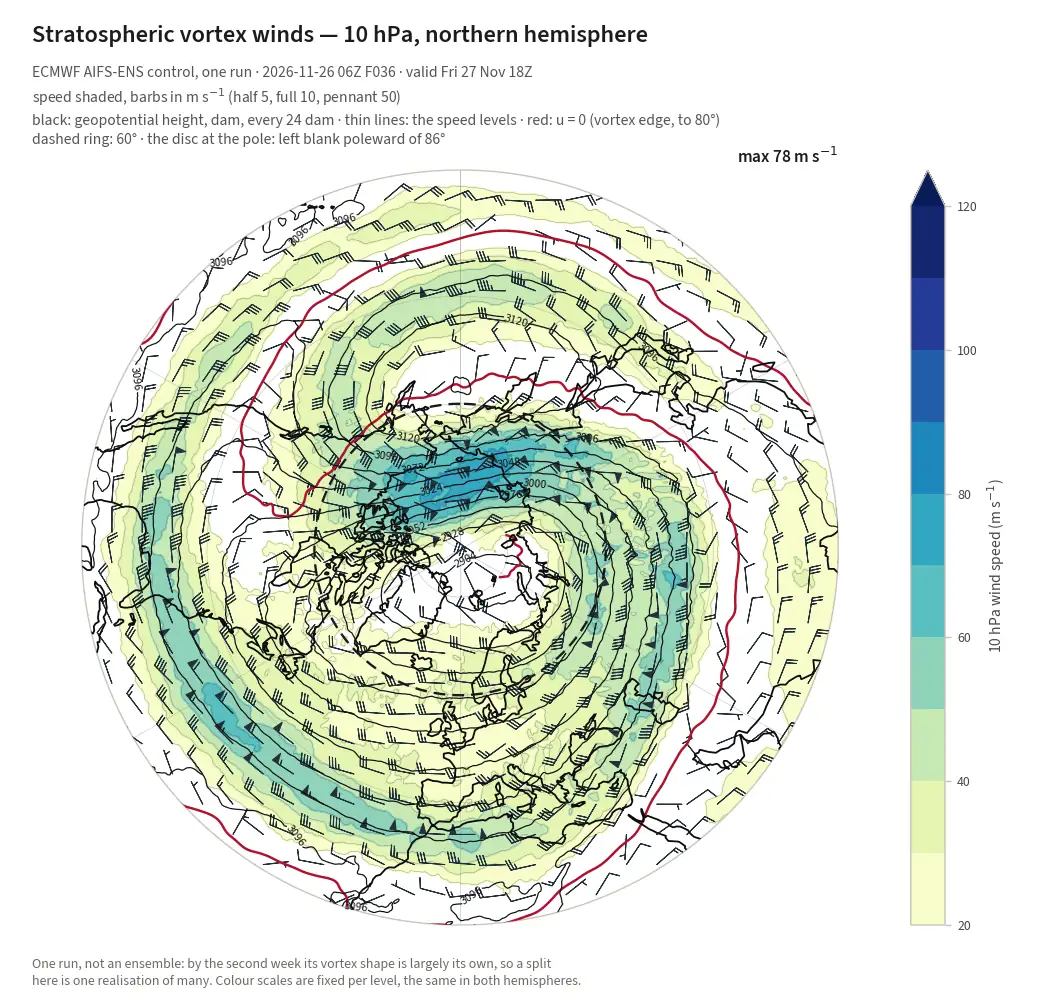 Stratospheric vortex winds — 10 hPa, northern hemisphere
ECMWF AIFS-ENS control, one run · 2026-11-26 06Z F036 · valid Fri 27 Nov 18Z
speed shaded, barbs in m s⁻¹ (half 5, full 10, pennant 50)
black: geopotential height, dam, every 24 dam · thin lines: the speed levels · red: u = 0 (vortex edge, to 80°)
dashed ring: 60° · the disc at the pole: left blank poleward of 86°
max 78 m s⁻¹
120
100
80
60
40
20
10 hPa wind speed (m s⁻¹)
3096
3096
3096
3096
3120
3096
3120
3096
3048
3000
3024
2928
3096
3096
3096
One run, not an ensemble: by the second week its vortex shape is largely its own, so a split
here is one realisation of many. Colour scales are fixed per level, the same in both hemispheres.